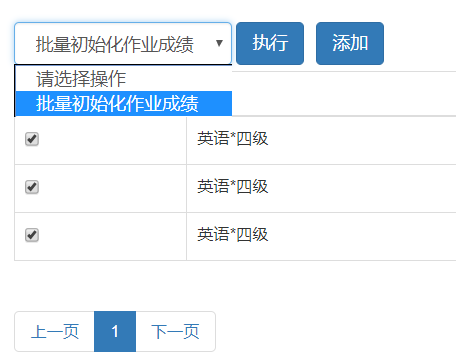 批量初始化作业成绩 执行 添加
请选择操作
批量初始化作业成绩
英语*四级
英语*四级
英语*四级
上一页 1 下一页